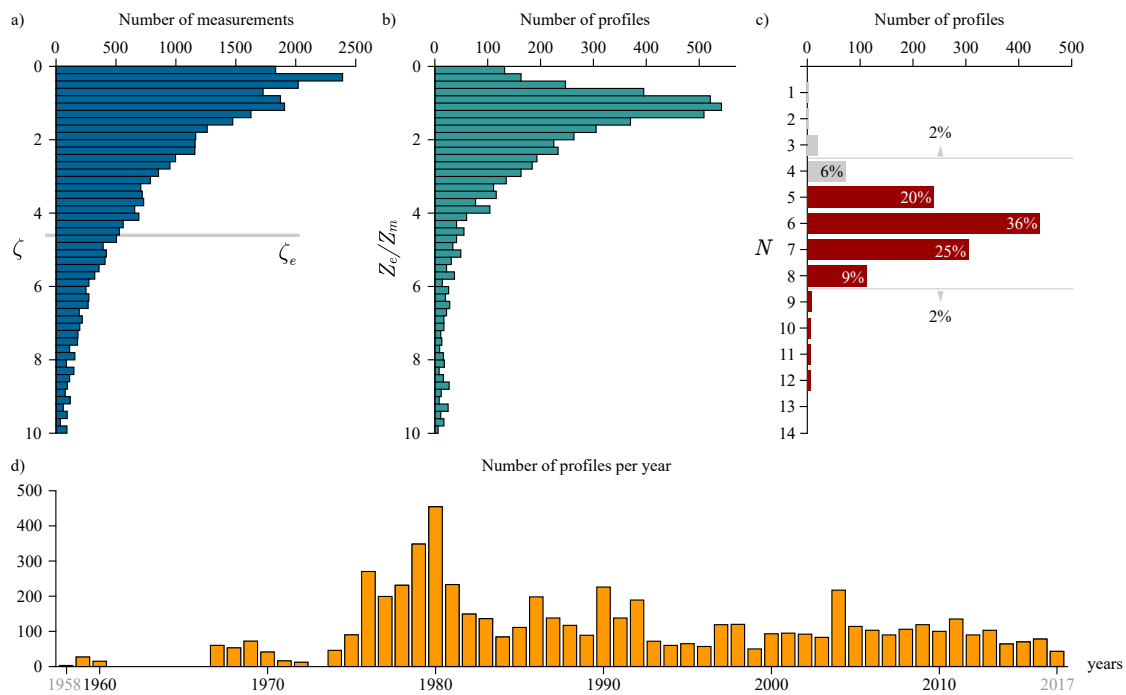 a) Number of measurements
0 500 1000 1500 2000 2500
0
2
4
6
8
10
ζ
ζe
b) Number of profiles
0 100 200 300 400 500
0
2
4
6
8
10
Ze/Zm
c) Number of profiles
0 100 200 300 400 500
1
2
3 2%
4 6%
5 20%
6 36%
N 7 25%
8 9%
9
2%
10
11
12
13
14
d) Number of profiles per year
500
400
300
200
100
0
years
1958 1960 1970 1980 1990 2000 2010 2017